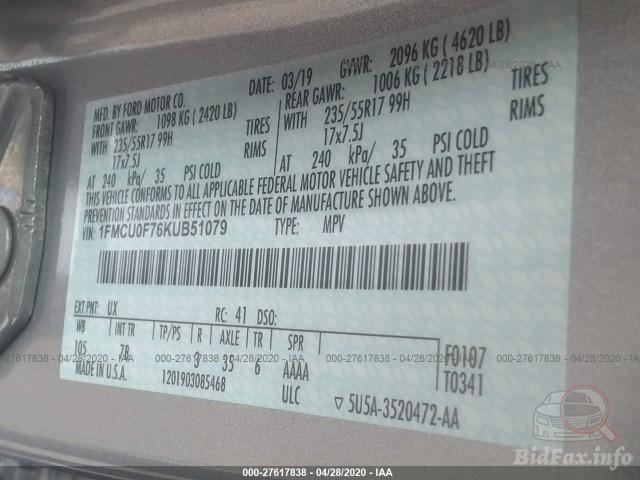 000-27617838 - 04/28/2020 - IAA
MFD. BY FORD MOTOR CO.
DATE: 03/19 GVWR: 2096 KG ( 4620 LB)
FRONT GAWR: 1098 KG ( 2420 LB)
REAR GAWR: 1006 KG ( 2218 LB)
WITH 235/55R17 99H TIRES
17x7.5J RIMS
AT 240 kPa/ 35 PSI COLD
WITH 235/55R17 99H TIRES
17x7.5J RIMS
AT 240 kPa/ 35 PSI COLD
THIS VEHICLE CONFORMS TO ALL APPLICABLE FEDERAL MOTOR VEHICLE SAFETY AND THEFT
PREVENTION STANDARDS IN EFFECT ON THE DATE OF MANUFACTURE SHOWN ABOVE.
VIN: 1FMCU0F76KUB51079 TYPE: MPV
EXT PNT: UX RC: 41 DSO:
WB INT TR TP/PS R AXLE TR SPR
105 7B 3 35 6 AAAA
F0107
T0341
MADE IN U.S.A. 1201903085468 ULC
5U5A-3520472-AA
000-27617838 - 04/28/2020 - IAA
000-27617838 - 04/28/2020 - IAA
000-27617838 - 04/28/2020 - IAA
BidFax.info